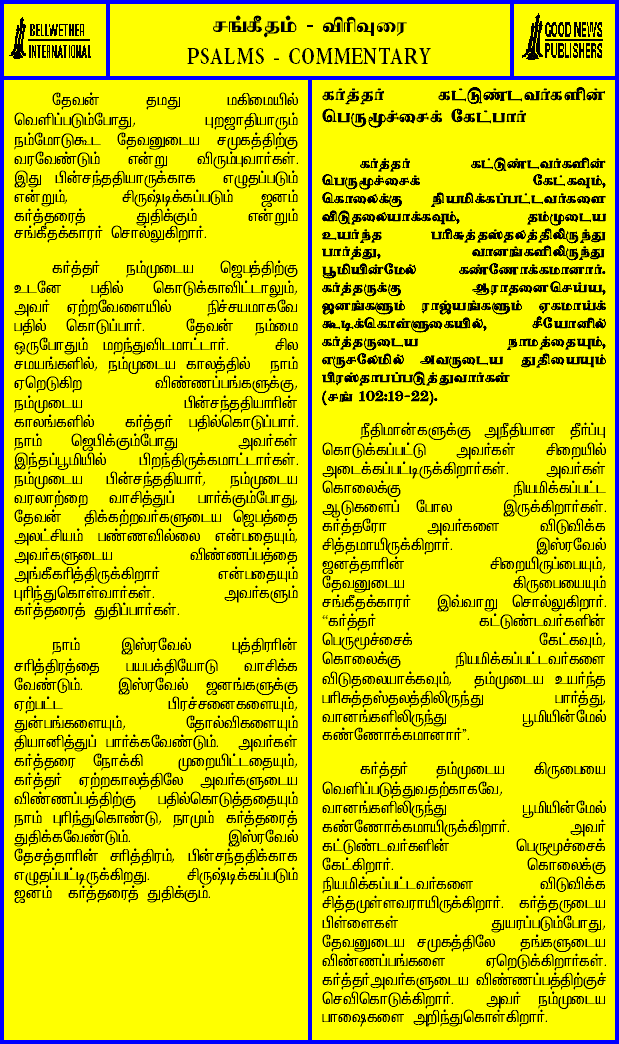 BELLWETHER
INTERNATIONAL
சங்கீதம் - விரிவுரை
PSALMS - COMMENTARY
GOOD NEWS
PUBLISHERS
தேவன் தமது மகிமையில்
வெளிப்படும்போது, புறஜாதியாரும்
நம்மோடுகூட தேவனுடைய சமுகத்திற்கு
வரவேண்டும் என்று விரும்புவார்கள்.
இது பின்சந்ததியாருக்காக எழுதப்படும்
என்றும், சிருஷ்டிக்கப்படும் ஜனம்
கர்த்தரைத் துதிக்கும் என்றும்
சங்கீதக்காரர் சொல்லுகிறார்.
கர்த்தர் நம்முடைய ஜெபத்திற்கு
உடனே பதில் கொடுக்காவிட்டாலும்,
அவர் ஏற்றவேளையில் நிச்சயமாகவே
பதில் கொடுப்பார். தேவன் நம்மை
ஒருபோதும் மறந்துவிடமாட்டார். சில
சமயங்களில், நம்முடைய காலத்தில் நாம்
ஏறெடுகிற விண்ணப்பங்களுக்கு,
நம்முடைய பின்சந்ததியாரின்
காலங்களில் கர்த்தர் பதில்கொடுப்பார்.
நாம் ஜெபிக்கும்போது அவர்கள்
இந்தப்பூமியில் பிறந்திருக்கமாட்டார்கள்.
நம்முடைய பின்சந்ததியார், நம்முடைய
வரலாற்றை வாசித்துப் பார்க்கும்போது,
தேவன் திக்கற்றவர்களுடைய ஜெபத்தை
அலட்சியம் பண்ணவில்லை என்பதையும்,
அவர்களுடைய விண்ணப்பத்தை
அங்கீகரித்திருக்கிறார் என்பதையும்
புரிந்துகொள்வார்கள். அவர்களும்
கர்த்தரைத் துதிப்பார்கள்.
நாம் இஸ்ரவேல் புத்திரரின்
சரித்திரத்தை பயபக்தியோடு வாசிக்க
வேண்டும். இஸ்ரவேல் ஜனங்களுக்கு
ஏற்பட்ட பிரச்சனைகளையும்,
துன்பங்களையும், தோல்விகளையும்
தியானித்துப் பார்க்கவேண்டும். அவர்கள்
கர்த்தரை நோக்கி முறையிட்டதையும்,
கர்த்தர் ஏற்றகாலத்திலே அவர்களுடைய
விண்ணப்பத்திற்கு பதில்கொடுத்ததையும்
நாம் புரிந்துகொண்டு, நாமும் கர்த்தரைத்
துதிக்கவேண்டும். இஸ்ரவேல்
தேசத்தாரின் சரித்திரம், பின்சந்ததிக்காக
எழுதப்பட்டிருக்கிறது. சிருஷ்டிக்கப்படும்
ஜனம் கர்த்தரைத் துதிக்கும்.
கர்த்தர் கட்டுண்டவர்களின்
பெருமூச்சைக் கேட்பார்
கர்த்தர் கட்டுண்டவர்களின்
பெருமூச்சைக் கேட்கவும்,
கொலைக்கு நியமிக்கப்பட்டவர்களை
விடுதலையாக்கவும், தம்முடைய
உயர்ந்த பரிசுத்தஸ்தலத்திலிருந்து
பார்த்து, வானங்களிலிருந்து
பூமியின்மேல் கண்ணோக்கமானார்.
கர்த்தருக்கு ஆராதனைசெய்ய,
ஜனங்களும் ராஜ்யங்களும் ஏகமாய்க்
கூடிக்கொள்ளுகையில், சீயோனில்
கர்த்தருடைய நாமத்தையும்,
எருசலேமில் அவருடைய துதியையும்
பிரஸ்தாபப்படுத்துவார்கள்
(சங் 102:19-22).
நீதிமான்களுக்கு அநீதியான தீர்ப்பு
கொடுக்கப்பட்டு அவர்கள் சிறையில்
அடைக்கப்பட்டிருக்கிறார்கள். அவர்கள்
கொலைக்கு நியமிக்கப்பட்ட
ஆடுகளைப் போல இருக்கிறார்கள்.
கர்த்தரோ அவர்களை விடுவிக்க
சித்தமாயிருக்கிறார். இஸ்ரவேல்
ஜனத்தாரின் சிறையிருப்பையும்,
தேவனுடைய கிருபையையும்
சங்கீதக்காரர் இவ்வாறு சொல்லுகிறார்.
“கர்த்தர் கட்டுண்டவர்களின்
பெருமூச்சைக் கேட்கவும்,
கொலைக்கு நியமிக்கப்பட்டவர்களை
விடுதலையாக்கவும், தம்முடைய உயர்ந்த
பரிசுத்தஸ்தலத்திலிருந்து பார்த்து,
வானங்களிலிருந்து பூமியின்மேல்
கண்ணோக்கமானார்”.
கர்த்தர் தம்முடைய கிருபையை
வெளிப்படுத்துவதற்காகவே,
வானங்களிலிருந்து பூமியின்மேல்
கண்ணோக்கமாயிருக்கிறார். அவர்
கட்டுண்டவர்களின் பெருமூச்சைக்
கேட்கிறார். கொலைக்கு
நியமிக்கப்பட்டவர்களை விடுவிக்க
சித்தமுள்ளவராயிருக்கிறார். கர்த்தருடைய
பிள்ளைகள் துயரப்படும்போது,
தேவனுடைய சமுகத்திலே தங்களுடைய
விண்ணப்பங்களை ஏறெடுக்கிறார்கள்.
கர்த்தர்அவர்களுடைய விண்ணப்பத்திற்குச்
செவிகொடுக்கிறார். அவர் நம்முடைய
பாஷைகளை அறிந்துகொள்கிறார்.